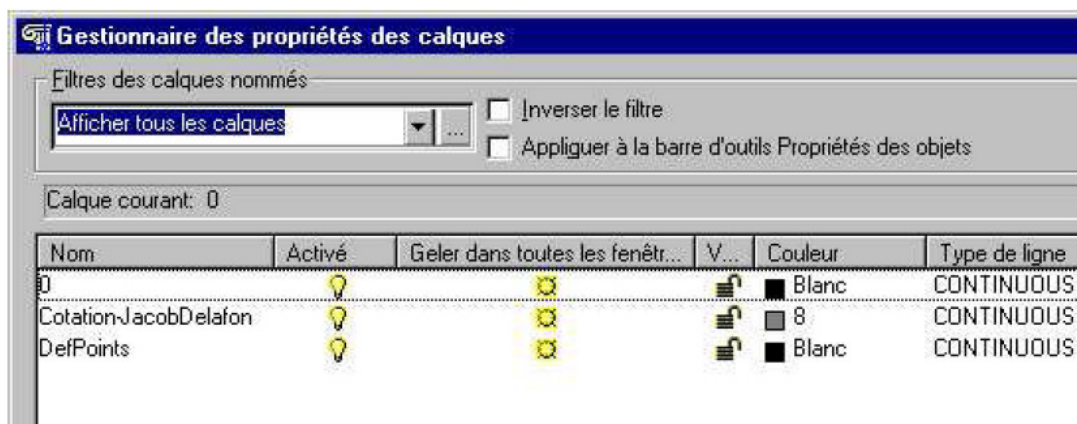 Gestionnaire des propriétés des calques
Filtres des calques nommés
Afficher tous les calques
...
Inverser le filtre
Appliquer à la barre d'outils Propriétés des objets
Calque courant: 0
Nom Activé Geler dans toutes les fenêtr... V... Couleur Type de ligne
0 Blanc CONTINUOUS
Cotation-JacobDelafon 8 CONTINUOUS
DefPoints Blanc CONTINUOUS